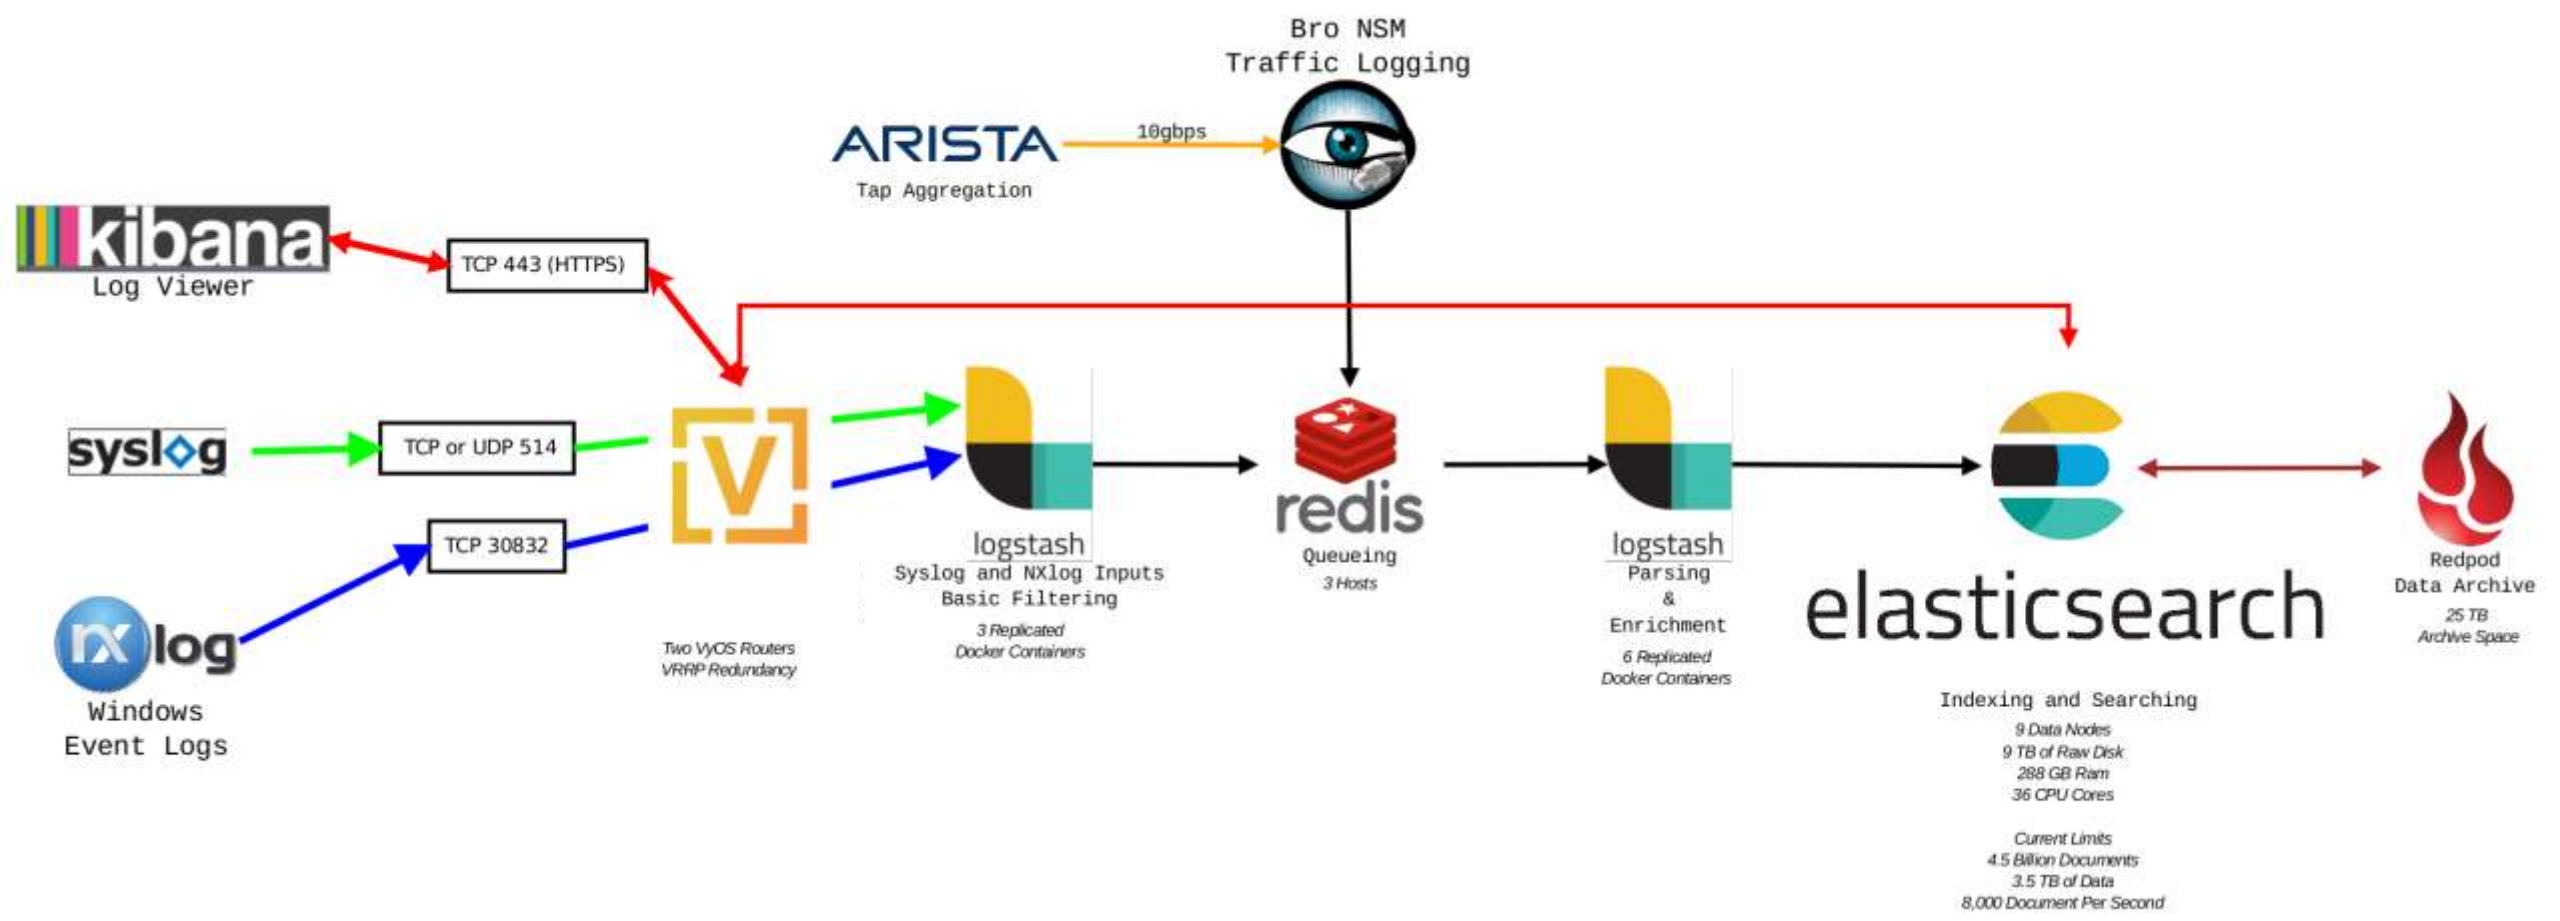 Bro NSM
Traffic Logging
ARISTA
10gbps
Tap Aggregation
kibana
Log Viewer
TCP 443 (HTTPS)
syslog
TCP or UDP 514
TCP 30832
nx log
Windows
Event Logs
V
Two VyOS Routers
VRRP Redundancy
logstash
Syslog and NXlog Inputs
Basic Filtering
3 Replicated
Docker Containers
redis
Queueing
3 Hosts
logstash
Parsing
&
Enrichment
6 Replicated
Docker Containers
elasticsearch
Indexing and Searching
9 Data Nodes
9 TB of Raw Disk
288 GB Ram
36 CPU Cores
Current Limits
4.5 Billion Documents
3.5 TB of Data
8,000 Document Per Second
Redpod
Data Archive
25 TB
Archive Space